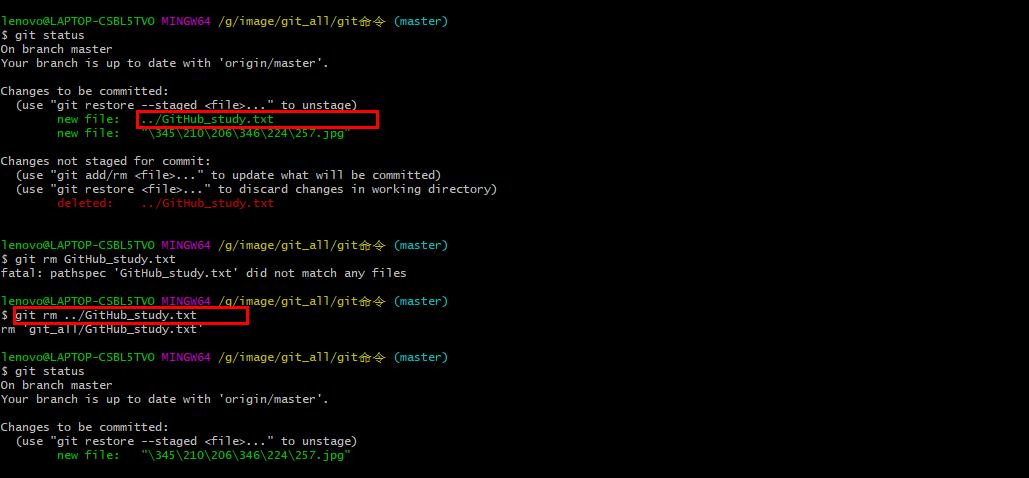 lenovo@LAPTOP-CSBL5TVO MINGW64 /g/image/git_all/git命令 (master)
$ git status
On branch master
Your branch is up to date with 'origin/master'.
Changes to be committed:
  (use "git restore --staged <file>..." to unstage)
        new file:   ../GitHub_study.txt
        new file:   "\345\210\206\346\224\257.jpg"
Changes not staged for commit:
  (use "git add/rm <file>..." to update what will be committed)
  (use "git restore <file>..." to discard changes in working directory)
        deleted:    ../GitHub_study.txt
lenovo@LAPTOP-CSBL5TVO MINGW64 /g/image/git_all/git命令 (master)
$ git rm GitHub_study.txt
fatal: pathspec 'GitHub_study.txt' did not match any files
lenovo@LAPTOP-CSBL5TVO MINGW64 /g/image/git_all/git命令 (master)
$ git rm ../GitHub_study.txt
rm 'git_all/GitHub_study.txt'
lenovo@LAPTOP-CSBL5TVO MINGW64 /g/image/git_all/git命令 (master)
$ git status
On branch master
Your branch is up to date with 'origin/master'.
Changes to be committed:
  (use "git restore --staged <file>..." to unstage)
        new file:   "\345\210\206\346\224\257.jpg"